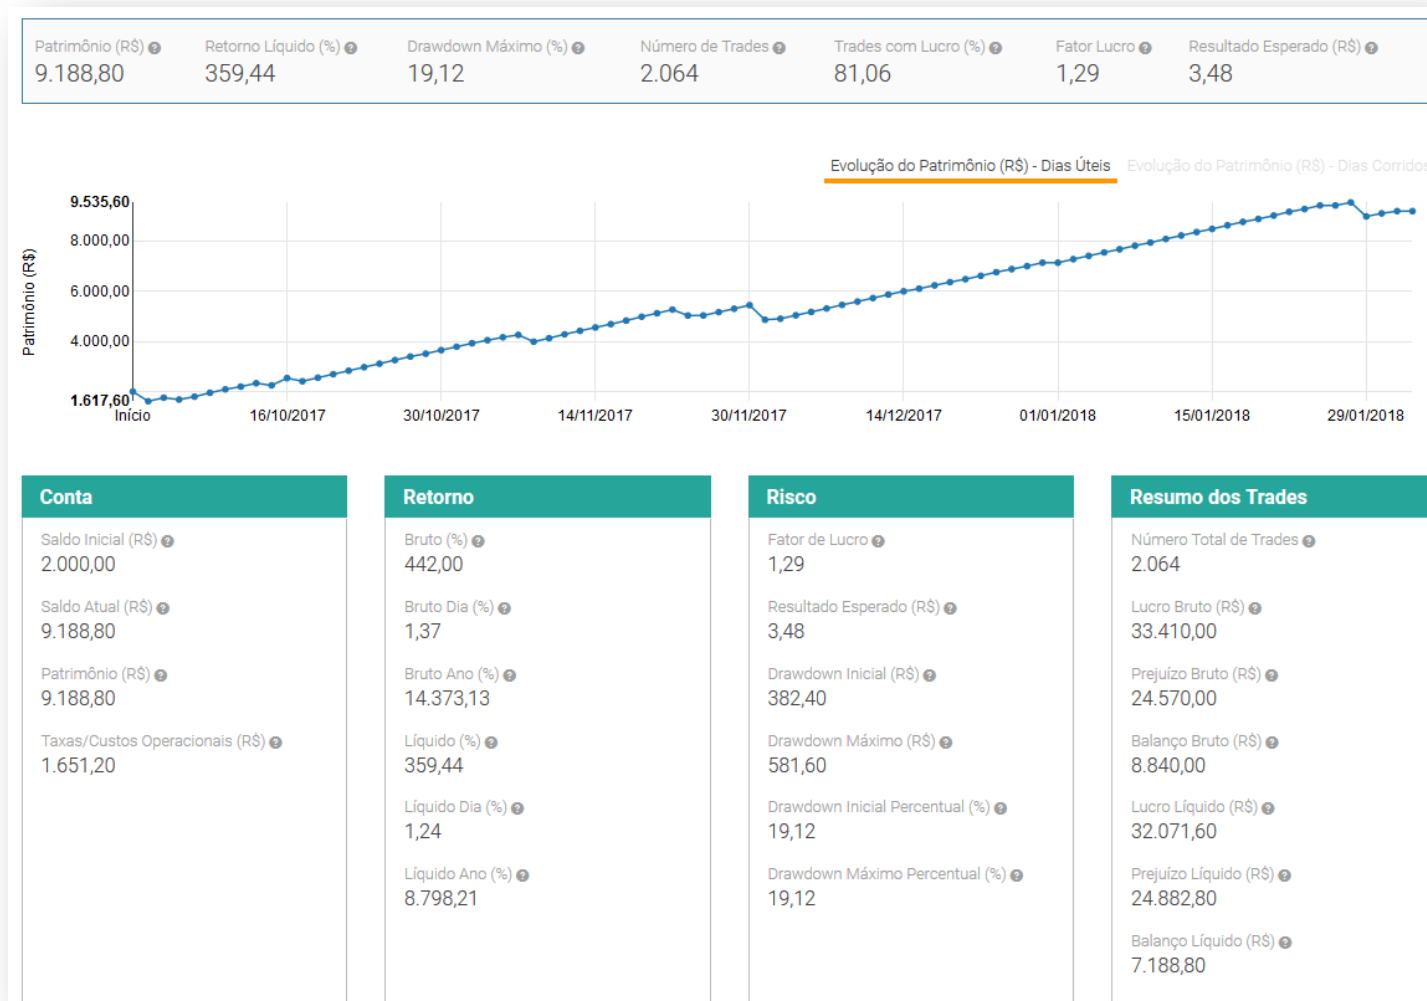 Patrimônio (R$) Retorno Líquido (%) Drawdown Máximo (%) Número de Trades Trades com Lucro (%) Fator Lucro Resultado Esperado (R$)
9.188,80 359,44 19,12 2.064 81,06 1,29 3,48
Evolução do Patrimônio (R$) - Dias Úteis Evolução do Patrimônio (R$) - Dias Corridos
Patrimônio (R$)
9.535,60
8.000,00
6.000,00
4.000,00
1.617,60
Início 16/10/2017 30/10/2017 14/11/2017 30/11/2017 14/12/2017 01/01/2018 15/01/2018 29/01/2018
Conta
Saldo Inicial (R$)
2.000,00
Saldo Atual (R$)
9.188,80
Patrimônio (R$)
9.188,80
Taxas/Custos Operacionais (R$)
1.651,20
Retorno
Bruto (%)
442,00
Bruto Dia (%)
1,37
Bruto Ano (%)
14.373,13
Líquido (%)
359,44
Líquido Dia (%)
1,24
Líquido Ano (%)
8.798,21
Risco
Fator de Lucro
1,29
Resultado Esperado (R$)
3,48
Drawdown Inicial (R$)
382,40
Drawdown Máximo (R$)
581,60
Drawdown Inicial Percentual (%)
19,12
Drawdown Máximo Percentual (%)
19,12
Resumo dos Trades
Número Total de Trades
2.064
Lucro Bruto (R$)
33.410,00
Prejuízo Bruto (R$)
24.570,00
Balanço Bruto (R$)
8.840,00
Lucro Líquido (R$)
32.071,60
Prejuízo Líquido (R$)
24.882,80
Balanço Líquido (R$)
7.188,80